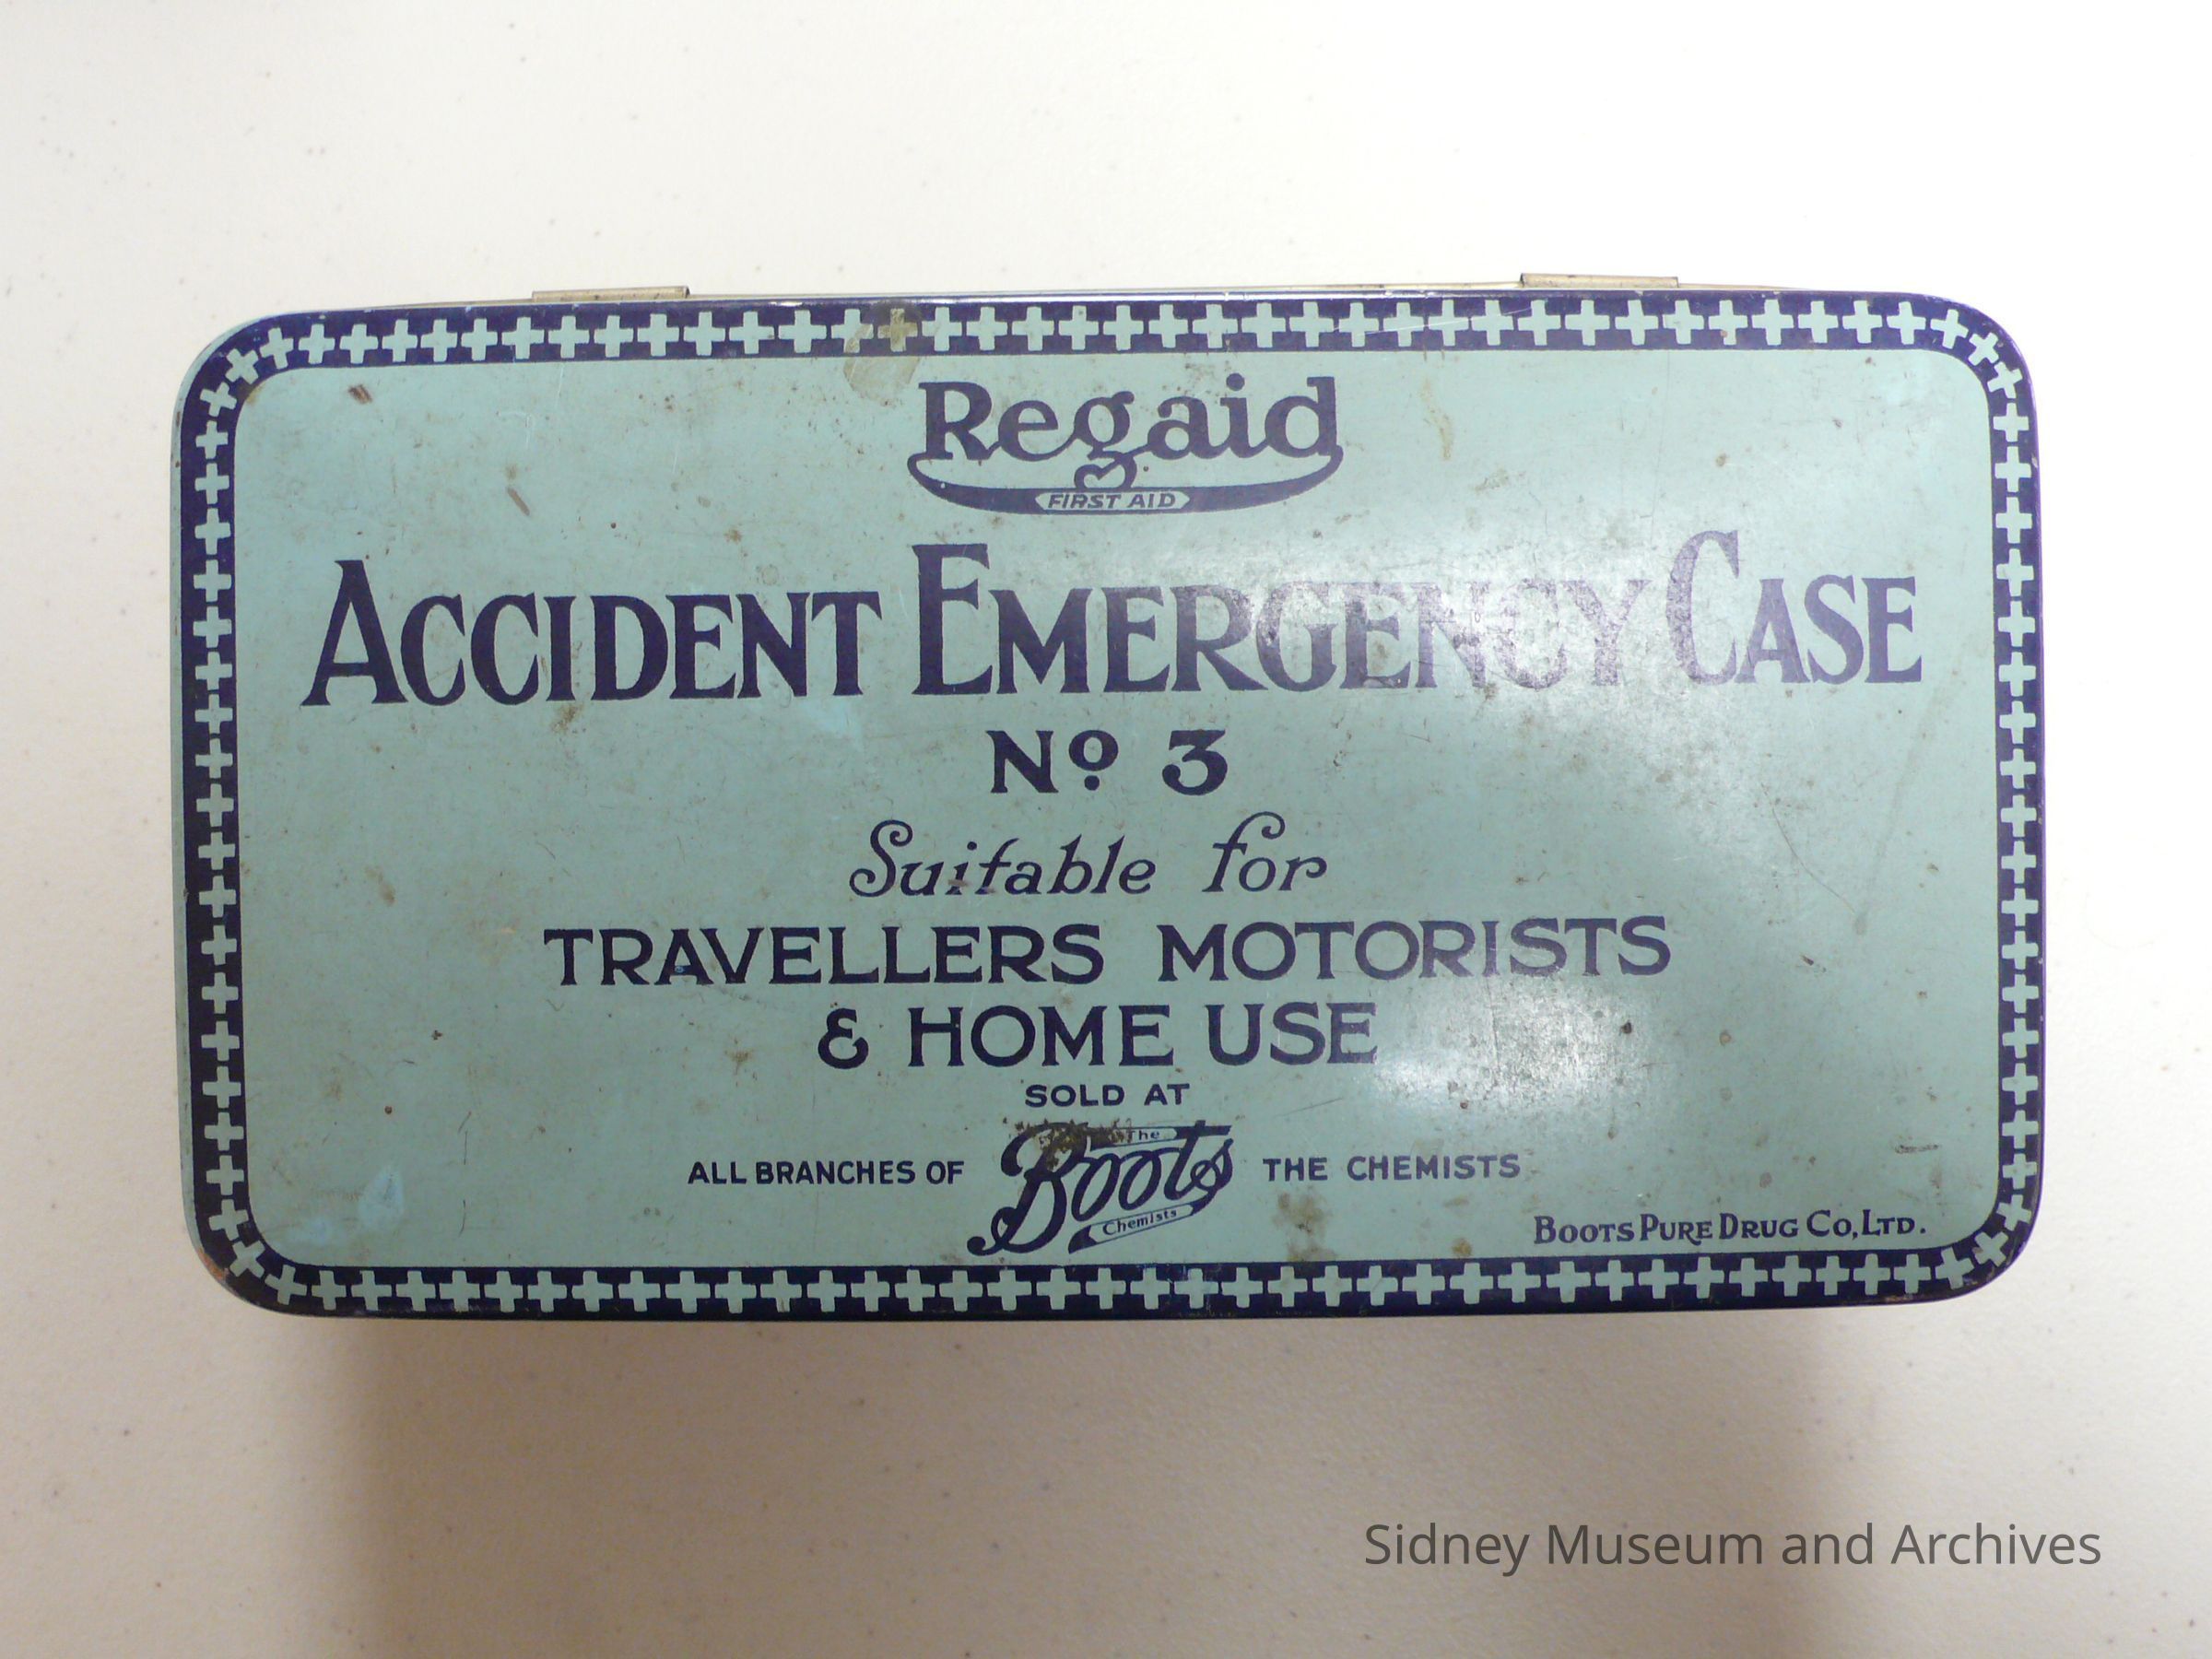 Regaid
FIRST AID
ACCIDENT EMERGENCY CASE
Nº 3
Suitable for
TRAVELLERS MOTORISTS
& HOME USE
SOLD AT
ALL BRANCHES OF The Boots Chemists THE CHEMISTS
BOOTS PURE DRUG CO, LTD.
Sidney Museum and Archives